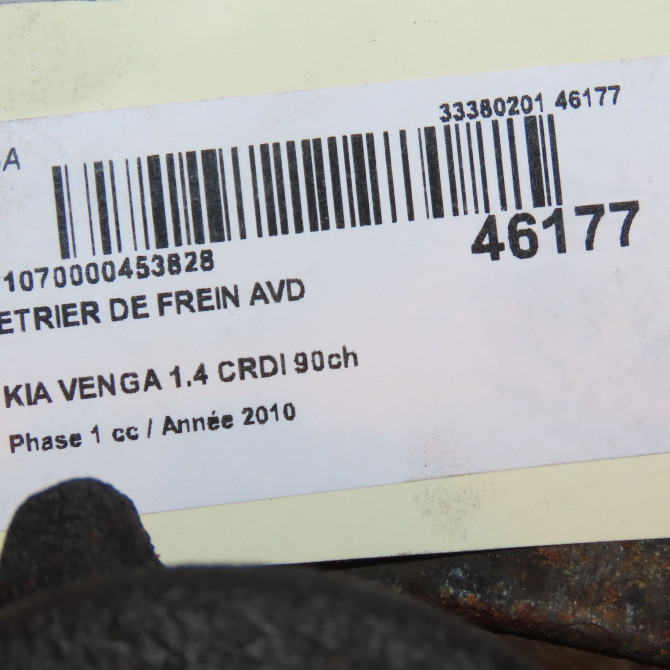 33380201 46177
A
46177
1070000453828
ETRIER DE FREIN AVD
KIA VENGA 1.4 CRDI 90ch
Phase 1 cc / Année 2010